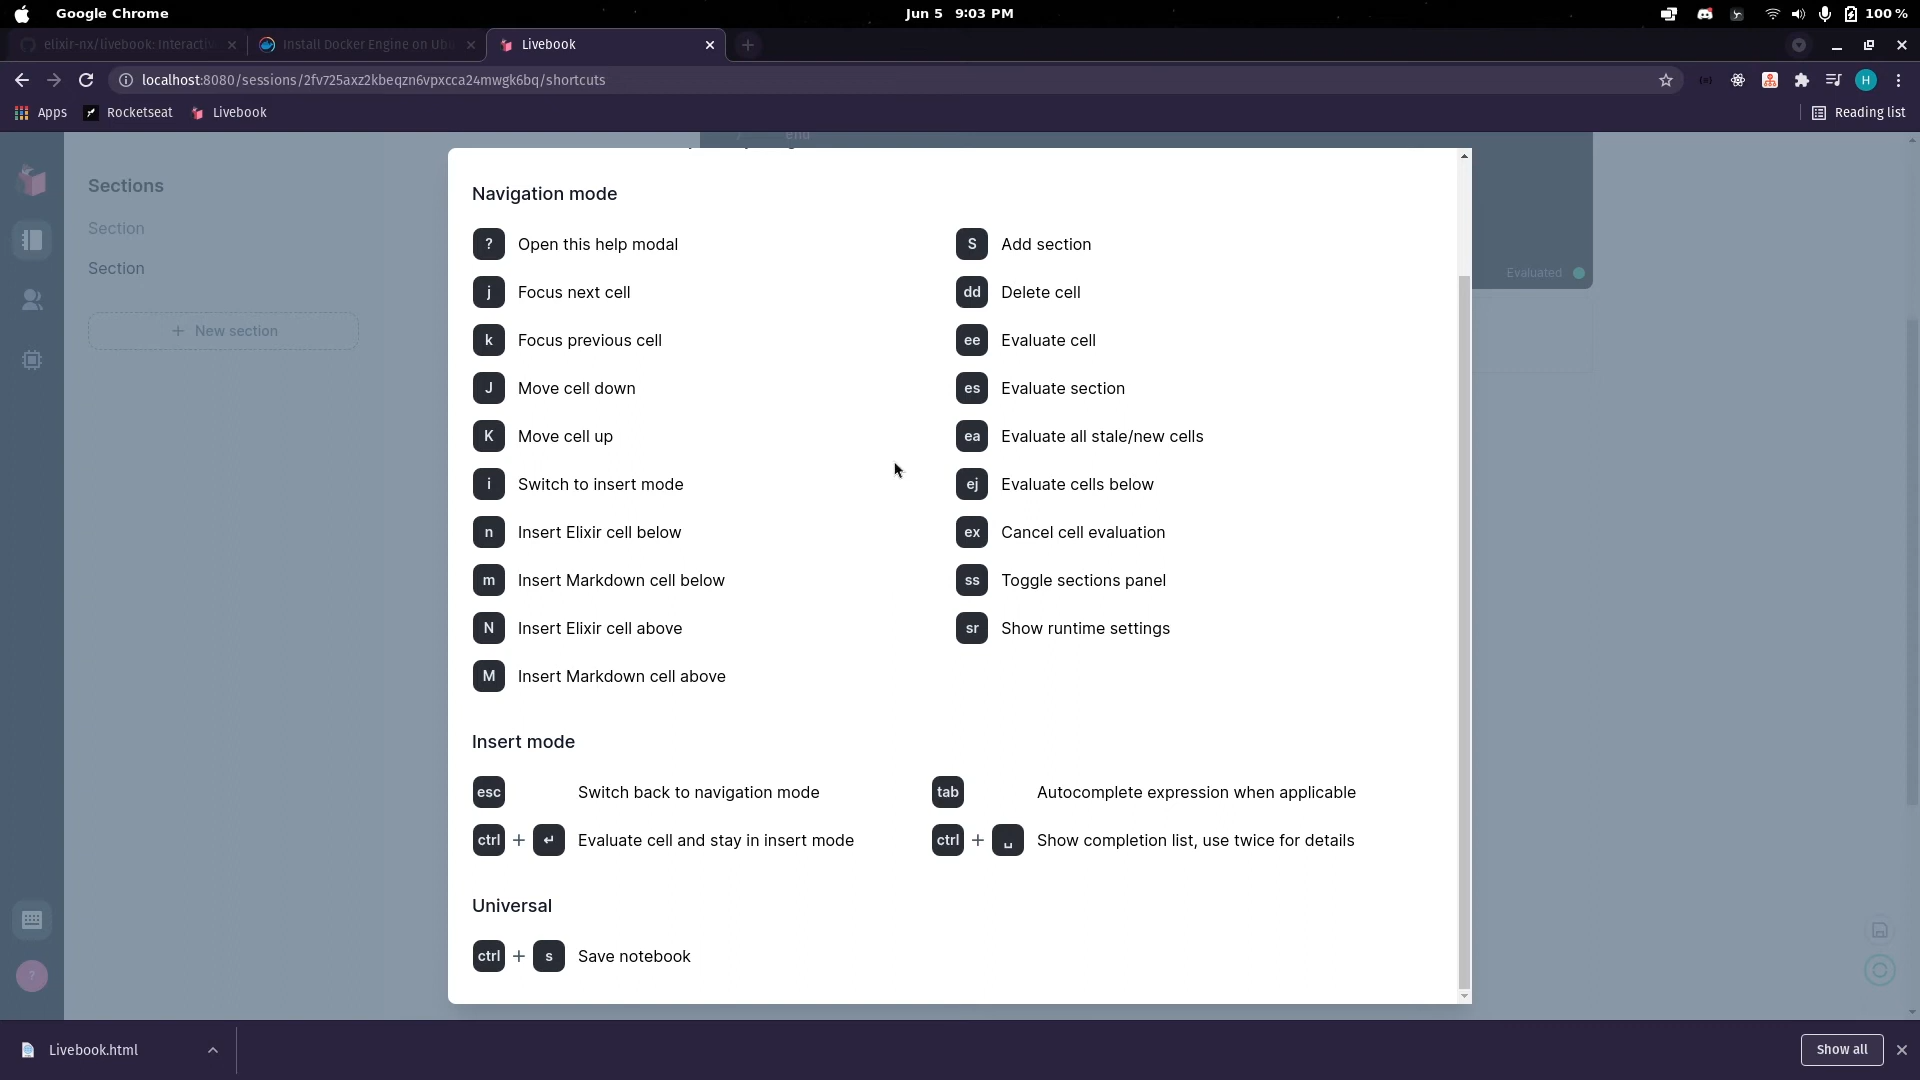 Google Chrome
Jun 5 9:03 PM
100 %
elixir-nx/livebook: Interactiv
Install Docker Engine on Ubu
Livebook
localhost:8080/sessions/2fv725axz2kbeqzn6vpxcca24mwgk6bq/shortcuts
H
Apps
Rocketseat
Livebook
Reading list
end
Sections
Section
Section
+ New section
Evaluated
?
Navigation mode
? Open this help modal
j Focus next cell
k Focus previous cell
J Move cell down
K Move cell up
i Switch to insert mode
n Insert Elixir cell below
m Insert Markdown cell below
N Insert Elixir cell above
M Insert Markdown cell above
S Add section
dd Delete cell
ee Evaluate cell
es Evaluate section
ea Evaluate all stale/new cells
ej Evaluate cells below
ex Cancel cell evaluation
ss Toggle sections panel
sr Show runtime settings
Insert mode
esc Switch back to navigation mode
ctrl + ↵ Evaluate cell and stay in insert mode
tab Autocomplete expression when applicable
ctrl + ␣ Show completion list, use twice for details
Universal
ctrl + s Save notebook
Livebook.html
Show all